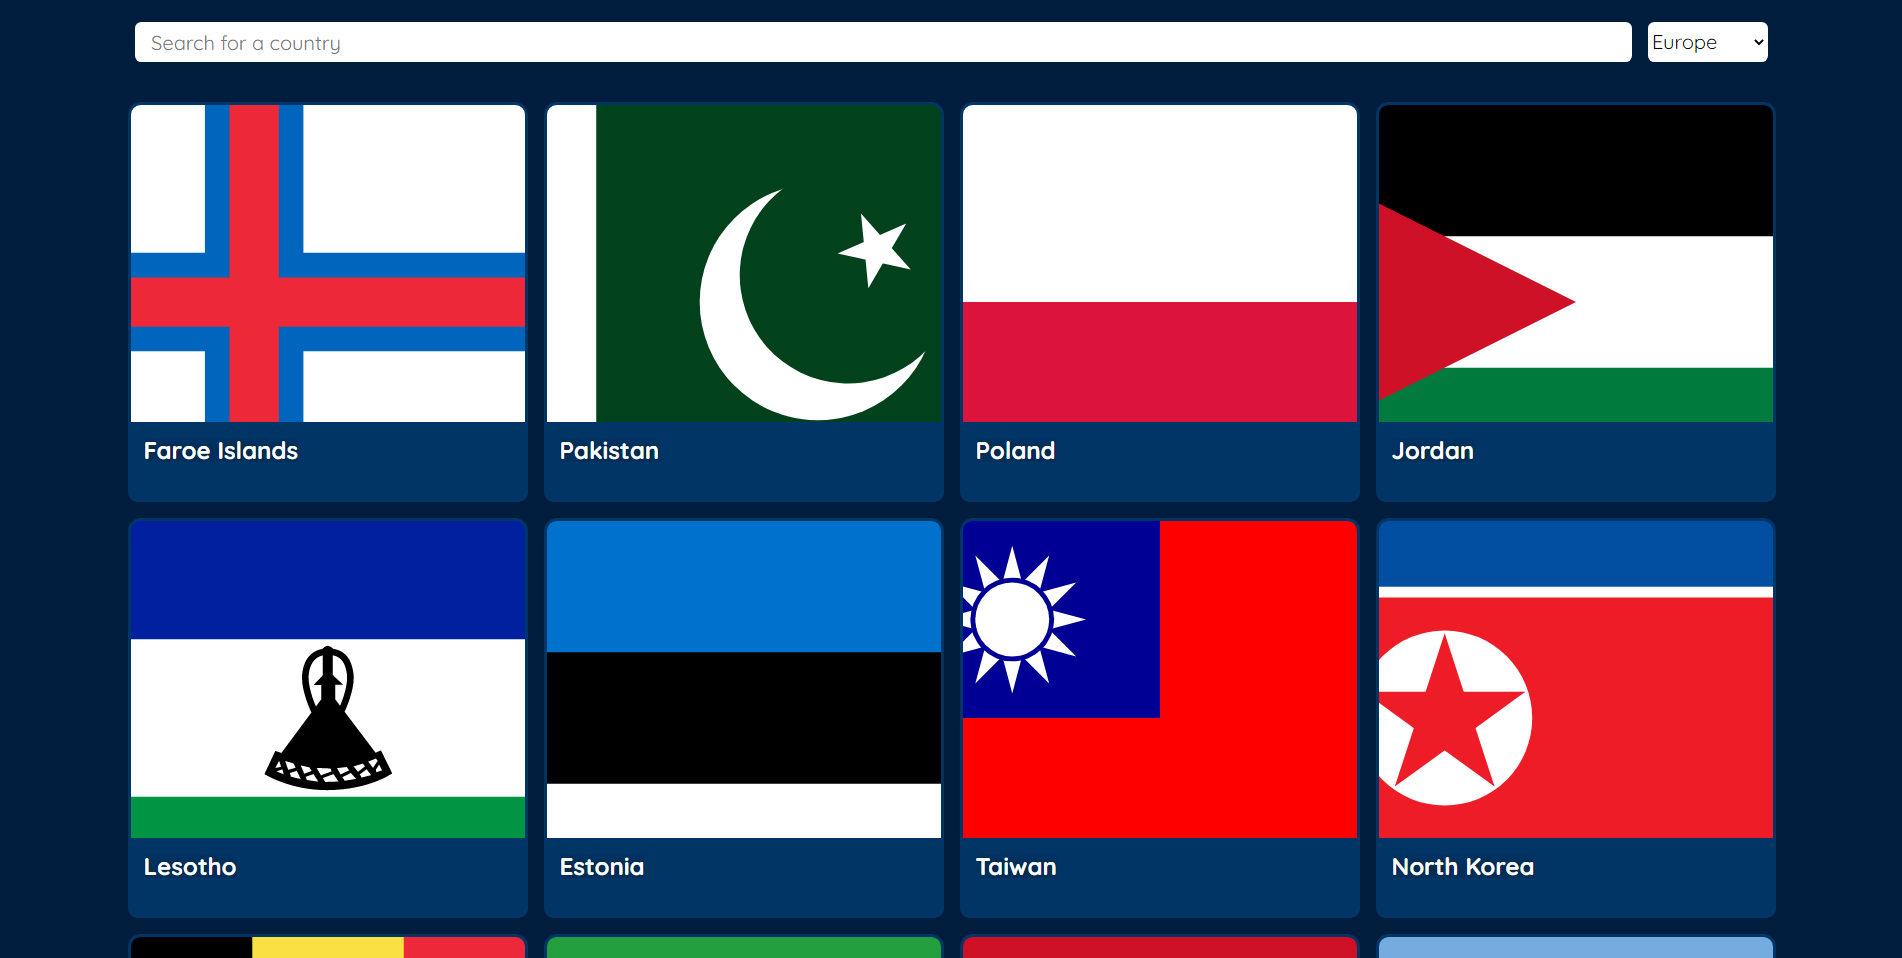 Search for a country
Europe
Faroe Islands
Pakistan
Poland
Jordan
Lesotho
Estonia
Taiwan
North Korea